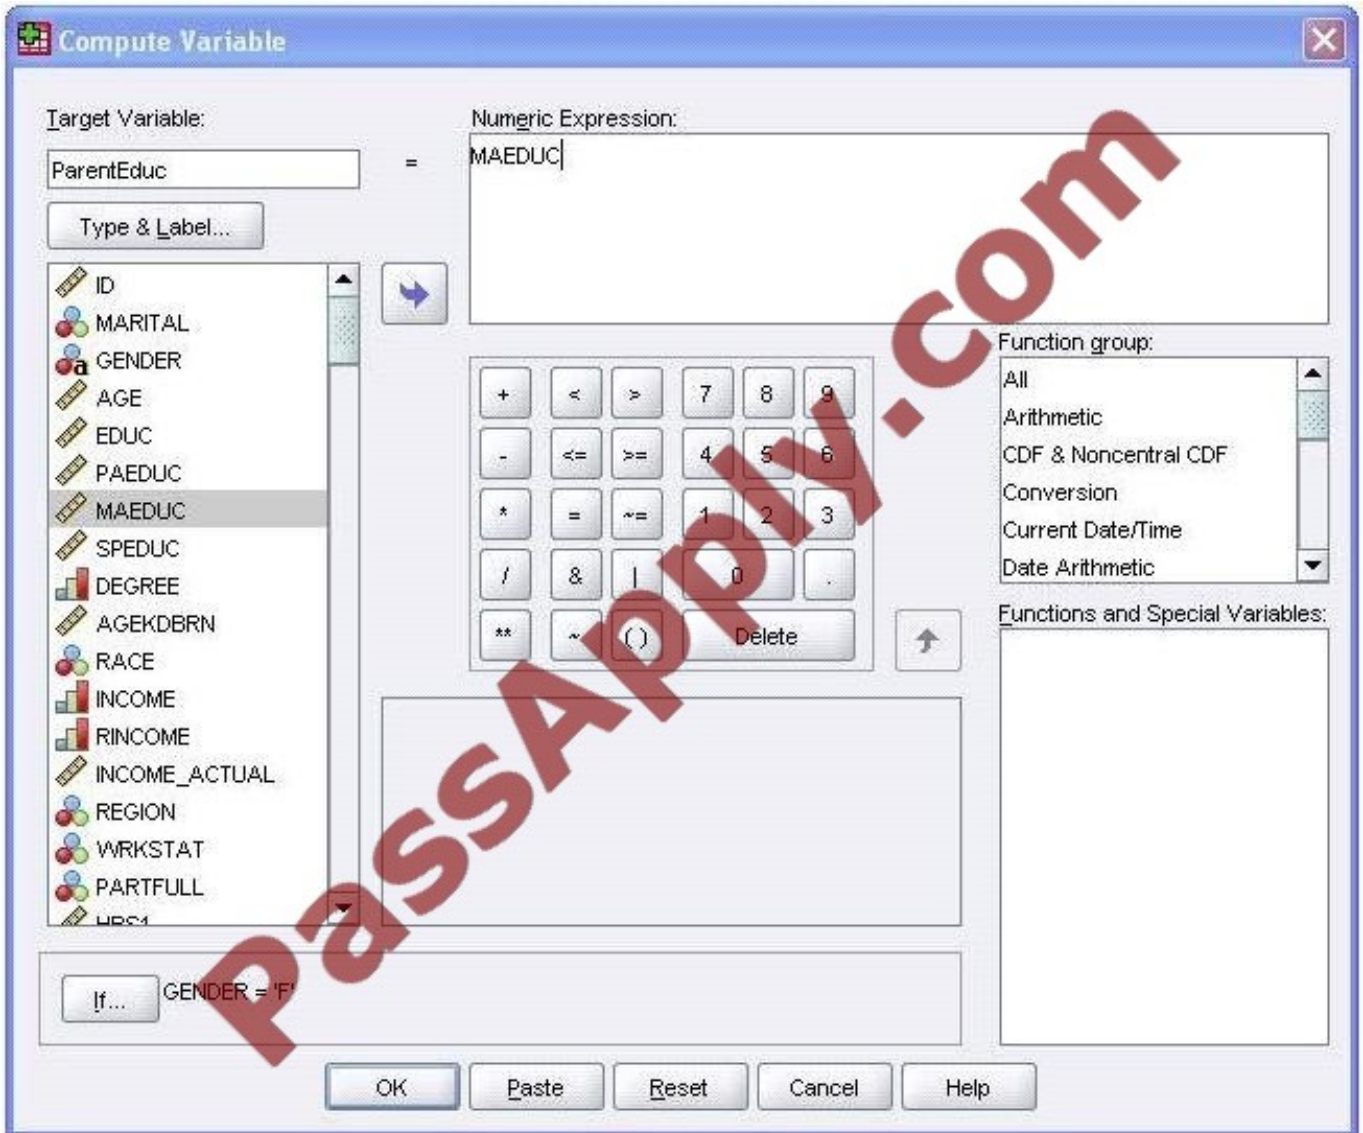 Compute Variable
Target Variable:
ParentEduc
Type & Label...
=
Numeric Expression:
MAEDUC
ID
MARITAL
GENDER
AGE
EDUC
PAEDUC
MAEDUC
SPEDUC
DEGREE
AGEKDBRN
RACE
INCOME
RINCOME
INCOME_ACTUAL
REGION
WRKSTAT
PARTFULL
HRS1
+ < > 7 8 9
- <= >= 4 5 6
* = ~= 1 2 3
/ & | 0 .
** ~ () Delete
Function group:
All
Arithmetic
CDF & Noncentral CDF
Conversion
Current Date/Time
Date Arithmetic
Functions and Special Variables:
If... GENDER = 'F'
OK Paste Reset Cancel Help
PassApply.com